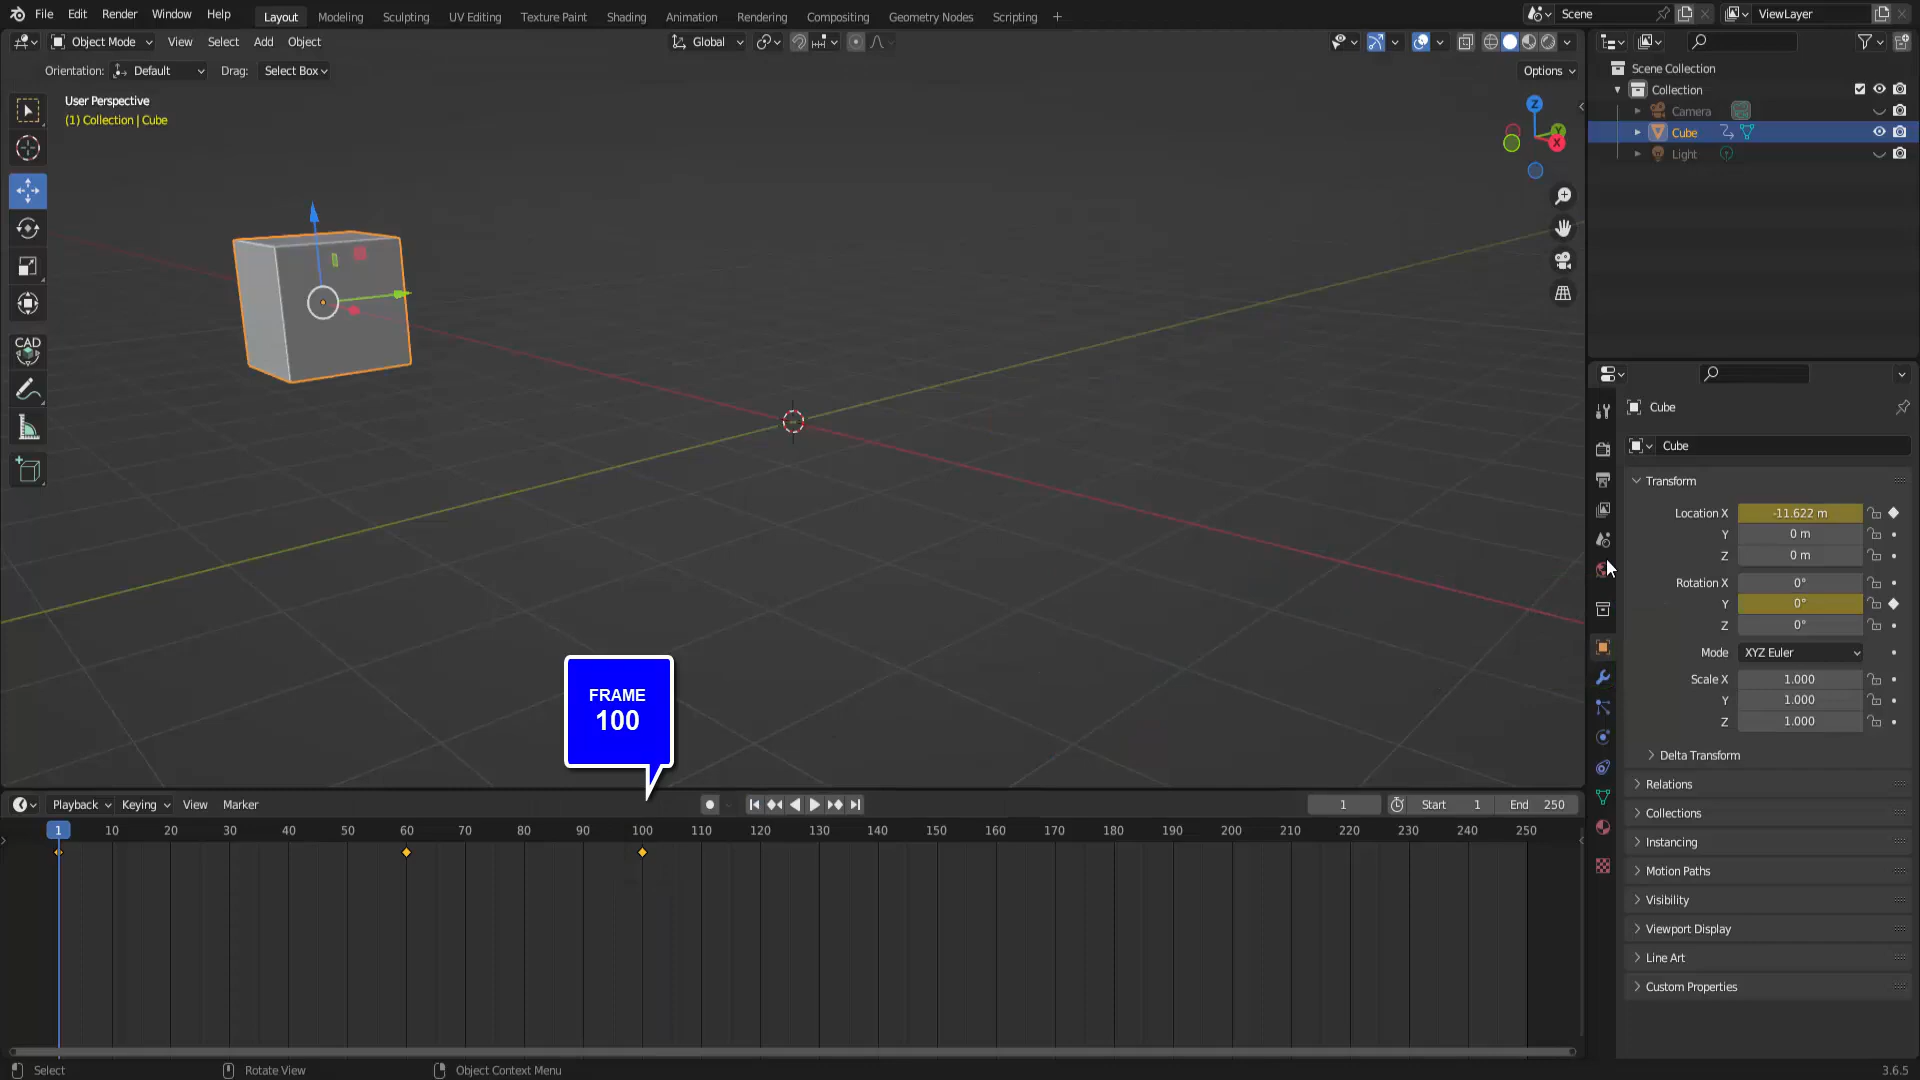 File Edit Render Window Help Layout Modeling Sculpting UV Editing Texture Paint Shading Animation Rendering Compositing Geometry Nodes Scripting + Scene ViewLayer
Object Mode View Select Add Object Global
Orientation: Default Drag: Select Box Options
User Perspective
(1) Collection | Cube
Z
Y
X
CAD
Scene Collection
Collection
Camera
Cube
Light
Cube
Cube
Transform
Location X -11.622 m
Y 0 m
Z 0 m
Rotation X 0°
Y 0°
Z 0°
Mode XYZ Euler
Scale X 1.000
Y 1.000
Z 1.000
Delta Transform
Relations
Collections
Instancing
Motion Paths
Visibility
Viewport Display
Line Art
Custom Properties
FRAME
100
Playback Keying View Marker 1 Start 1 End 250
1 10 20 30 40 50 60 70 80 90 100 110 120 130 140 150 160 170 180 190 200 210 220 230 240 250
Select Rotate View Object Context Menu 3.6.5